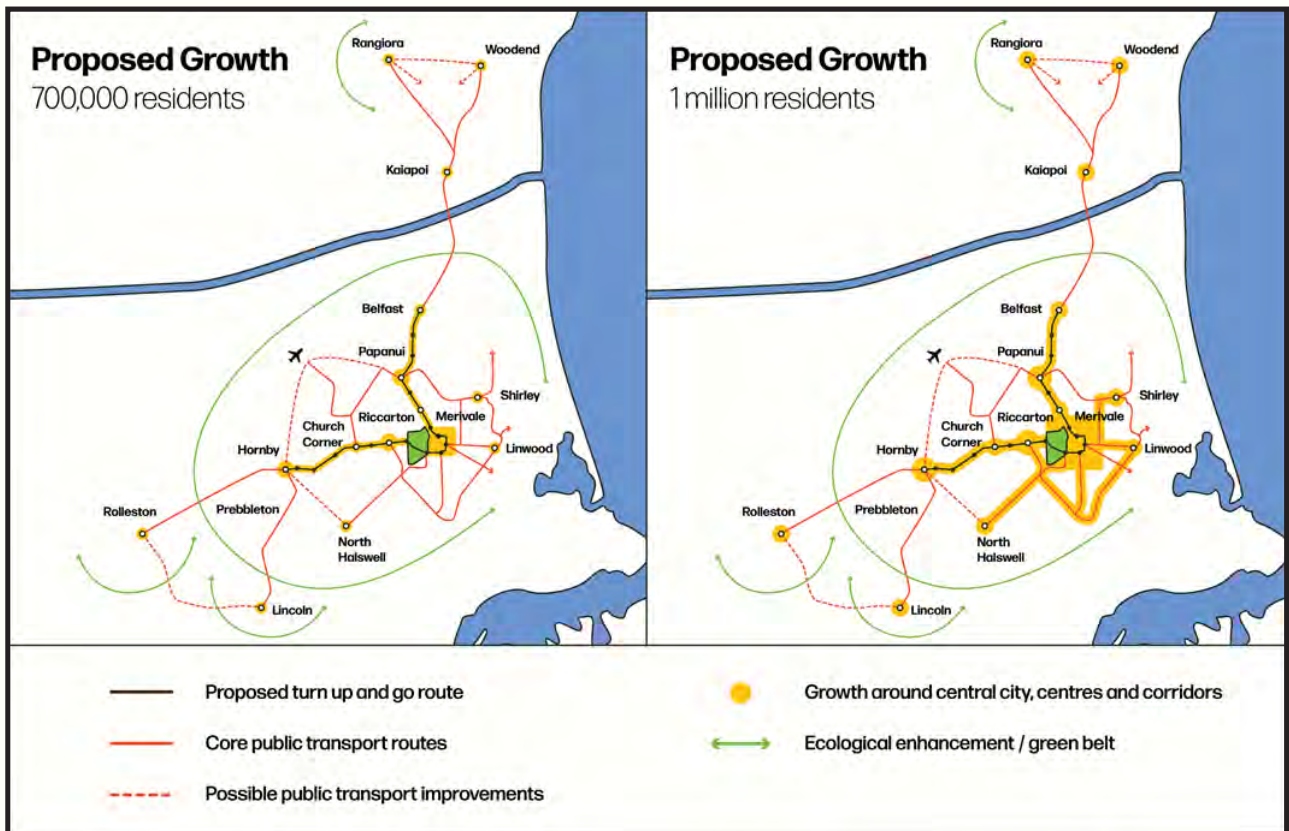 Proposed Growth
700,000 residents
Rangiora
Woodend
Kaiapoi
Belfast
Papanui
Shirley
Merivale
Riccarton
Church
Corner
Linwood
Hornby
Rolleston
Prebbleton
North
Halswell
Lincoln
Proposed Growth
1 million residents
Rangiora
Woodend
Kaiapoi
Belfast
Papanui
Shirley
Merivale
Riccarton
Church
Corner
Linwood
Hornby
Rolleston
Prebbleton
North
Halswell
Lincoln
Proposed turn up and go route
Core public transport routes
Possible public transport improvements
Growth around central city, centres and corridors
Ecological enhancement / green belt